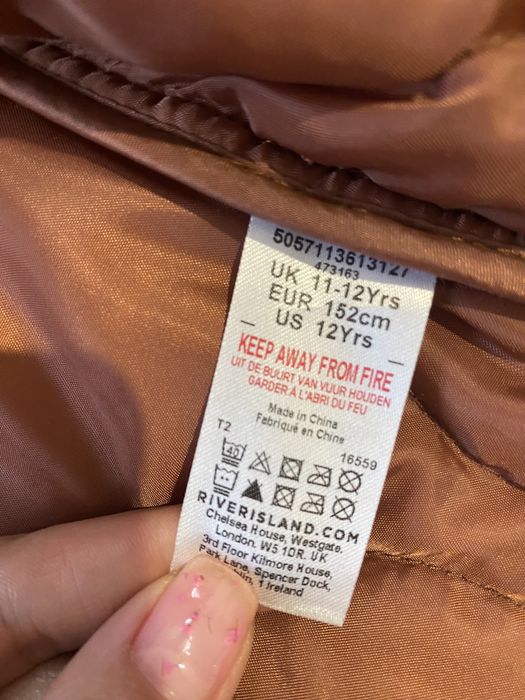 5057113613127
473163
UK 11-12Yrs
EUR 152cm
US 12Yrs
KEEP AWAY FROM FIRE
UIT DE BUURT VAN VUUR HOUDEN
GARDER À L'ABRI DU FEU
Made in China
Fabriqué en Chine
T2
16559
40
RIVERISLAND.COM
Chelsea House, Westgate,
London. W5 1DR. UK
3rd Floor Kilmore House,
Park Lane, Spencer Dock,
1 Ireland